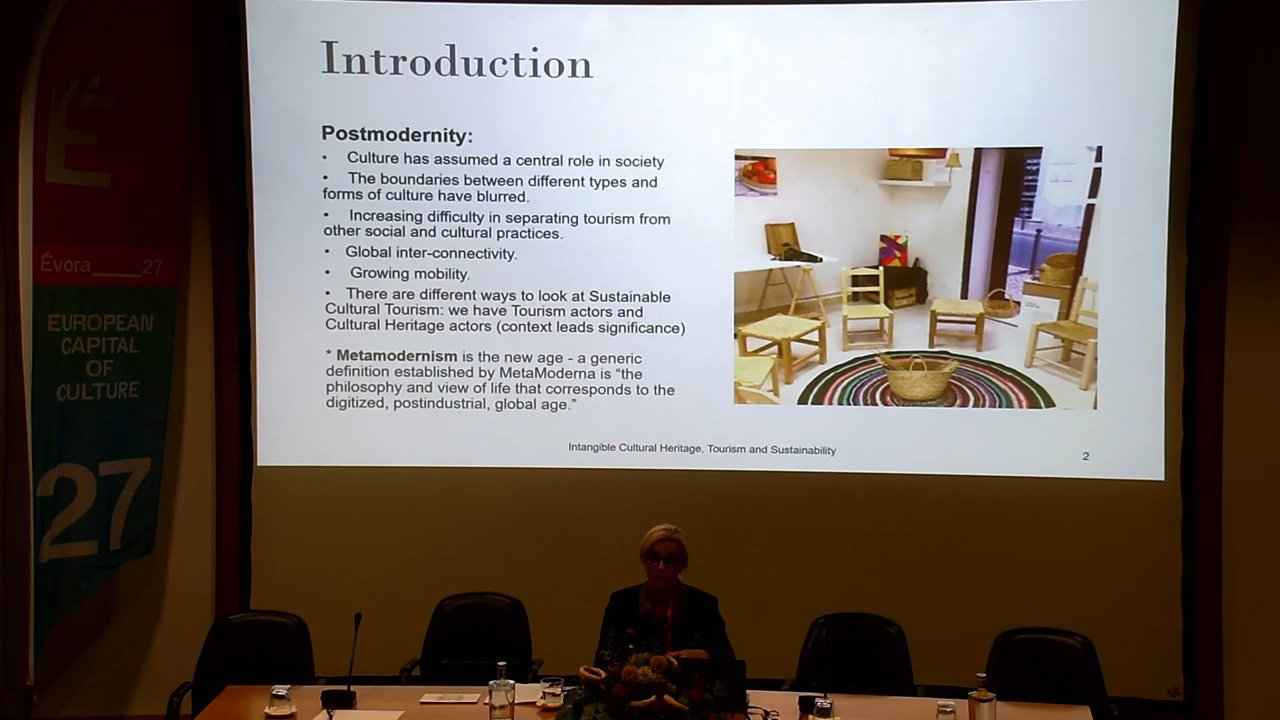 É
Évora____27
EUROPEAN
CAPITAL
OF
CULTURE
27
Introduction
Postmodernity:
• Culture has assumed a central role in society
• The boundaries between different types and
forms of culture have blurred.
• Increasing difficulty in separating tourism from
other social and cultural practices.
• Global inter-connectivity.
• Growing mobility.
• There are different ways to look at Sustainable
Cultural Tourism: we have Tourism actors and
Cultural Heritage actors (context leads significance)
* Metamodernism is the new age - a generic
definition established by MetaModerna is “the
philosophy and view of life that corresponds to the
digitized, postindustrial, global age.”
Intangible Cultural Heritage, Tourism and Sustainability
2